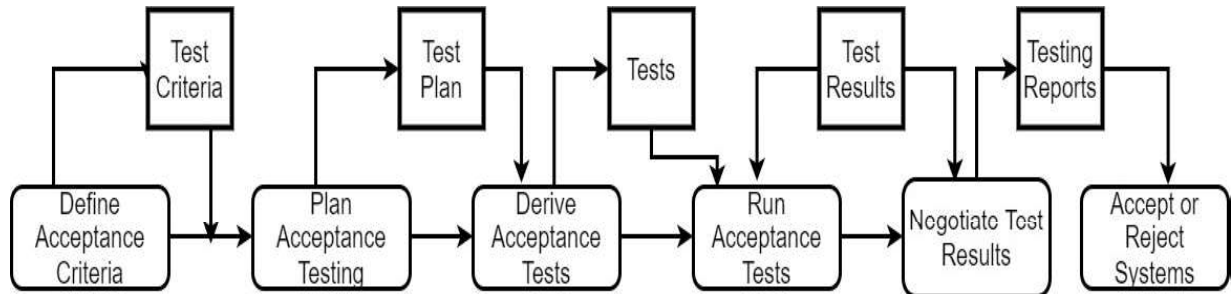 Test
Criteria
Test
Plan
Tests
Test
Results
Testing
Reports
Define
Acceptance
Criteria
Plan
Acceptance
Testing
Derive
Acceptance
Tests
Run
Acceptance
Tests
Negotiate Test
Results
Accept or
Reject
Systems